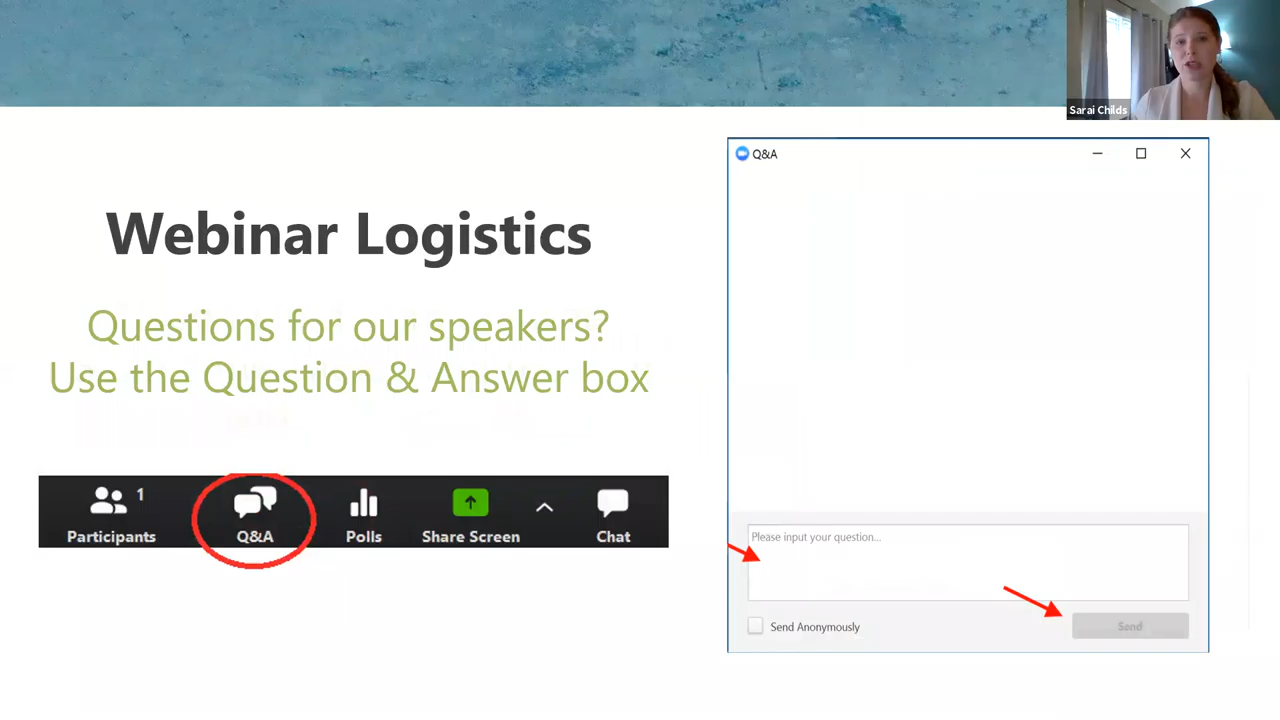 Sarai Childs
Webinar Logistics
Questions for our speakers?
Use the Question & Answer box
Participants
1
Q&A
Polls
Share Screen
Chat
Q&A
Please input your question...
Send Anonymously
Send